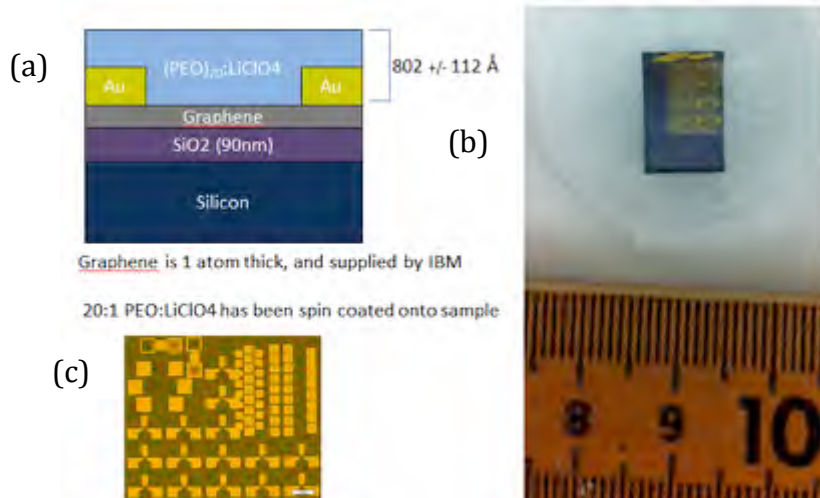 (a)
(PEO)20:LiClO4
802 +/- 112 Å
Au
Au
Graphene
SiO2 (90nm)
(b)
Silicon
Graphene is 1 atom thick, and supplied by IBM
20:1 PEO:LiClO4 has been spin coated onto sample
(c)
8
9
10